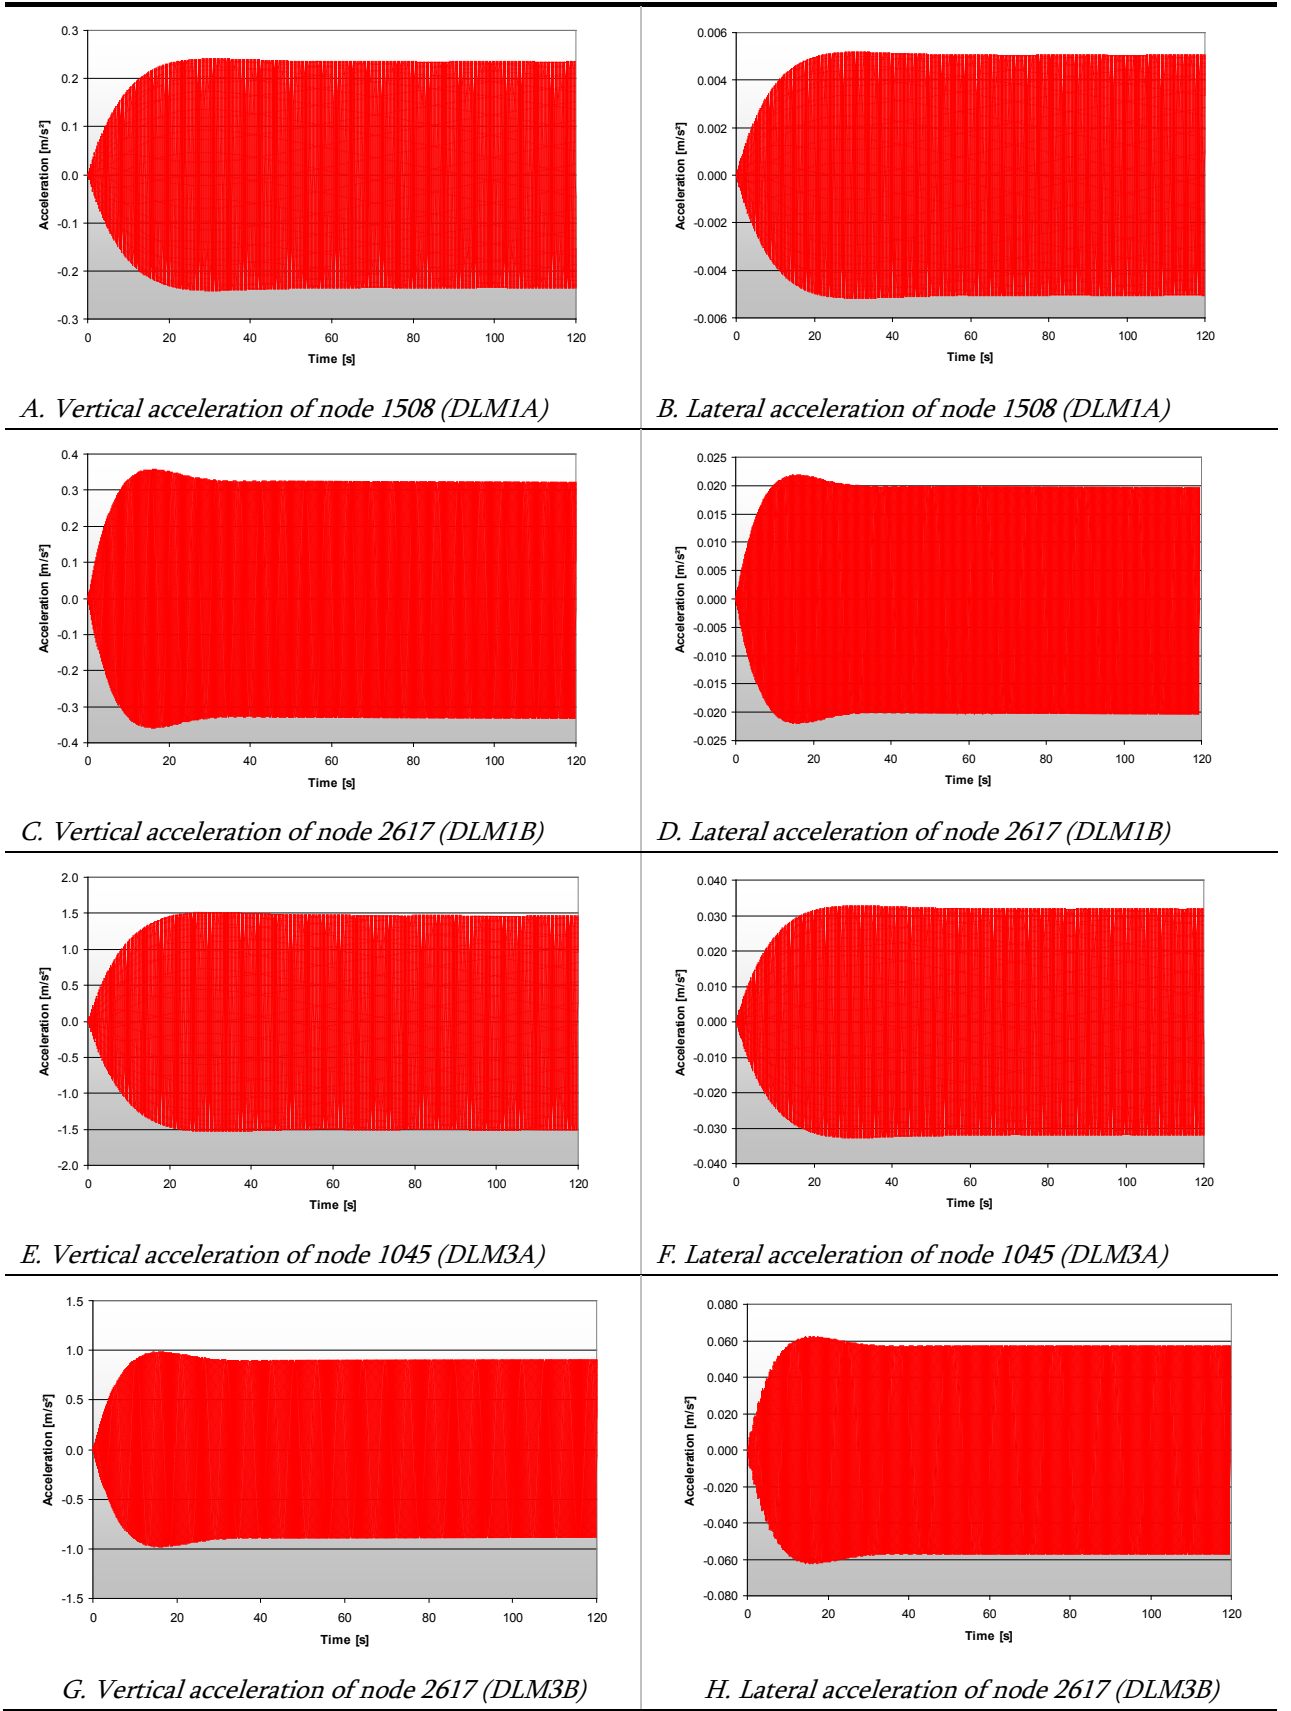 0.3
0.2
0.1
0.0
-0.1
-0.2
-0.3
Acceleration [m/s²]
0 20 40 60 80 100 120
Time [s]
0.006
0.004
0.002
0.000
-0.002
-0.004
-0.006
Acceleration [m/s²]
0 20 40 60 80 100 120
Time [s]
A. Vertical acceleration of node 1508 (DLM1A)
B. Lateral acceleration of node 1508 (DLM1A)
0.4
0.3
0.2
0.1
0.0
-0.1
-0.2
-0.3
-0.4
Acceleration [m/s²]
0 20 40 60 80 100 120
Time [s]
0.025
0.020
0.015
0.010
0.005
0.000
-0.005
-0.010
-0.015
-0.020
-0.025
Acceleration [m/s²]
0 20 40 60 80 100 120
Time [s]
C. Vertical acceleration of node 2617 (DLM1B)
D. Lateral acceleration of node 2617 (DLM1B)
2.0
1.5
1.0
0.5
0.0
-0.5
-1.0
-1.5
-2.0
Acceleration [m/s²]
0 20 40 60 80 100 120
Time [s]
0.040
0.030
0.020
0.010
0.000
-0.010
-0.020
-0.030
-0.040
Acceleration [m/s²]
0 20 40 60 80 100 120
Time [s]
E. Vertical acceleration of node 1045 (DLM3A)
F. Lateral acceleration of node 1045 (DLM3A)
1.5
1.0
0.5
0.0
-0.5
-1.0
-1.5
Acceleration [m/s²]
0 20 40 60 80 100 120
Time [s]
0.080
0.060
0.040
0.020
0.000
-0.020
-0.040
-0.060
-0.080
Acceleration [m/s²]
0 20 40 60 80 100 120
Time [s]
G. Vertical acceleration of node 2617 (DLM3B)
H. Lateral acceleration of node 2617 (DLM3B)